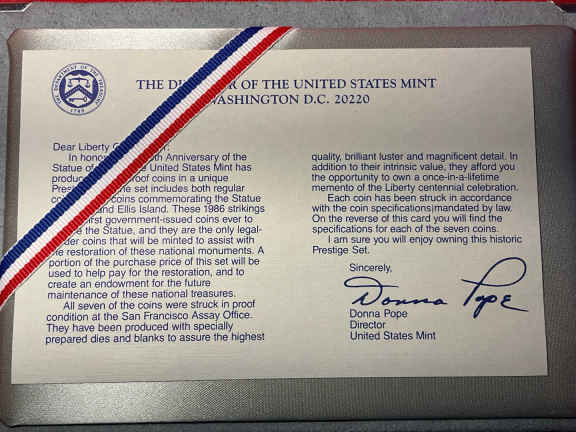 THE DEPARTMENT OF THE TREASURY
1789
THE OF THE UNITED STATES MINT
WASHINGTON D.C. 20220
Dear Liberty
In honor Anniversary of the
Statue of United States Mint has
coins in a unique
set includes both regular
coins commemorating the Statue
and Ellis Island. These 1986 strikings
government-issued coins ever to
the Statue, and they are the only legal-
coins that will be minted to assist with
restoration of these national monuments. A
portion of the purchase price of this set will be
used to help pay for the restoration, and to
create an endowment for the future
maintenance of these national treasures.
All seven of the coins were struck in proof
condition at the San Francisco Assay Office.
They have been produced with specially
prepared dies and blanks to assure the highest
quality, brilliant luster and magnificent detail. In
addition to their intrinsic value, they afford you
the opportunity to own a once-in-a-lifetime
memento of the Liberty centennial celebration.
Each coin has been struck in accordance
with the coin specifications mandated by law.
On the reverse of this card you will find the
specifications for each of the seven coins.
I am sure you will enjoy owning this historic
Prestige Set.
Sincerely,
Donna Pope
Donna Pope
Director
United States Mint